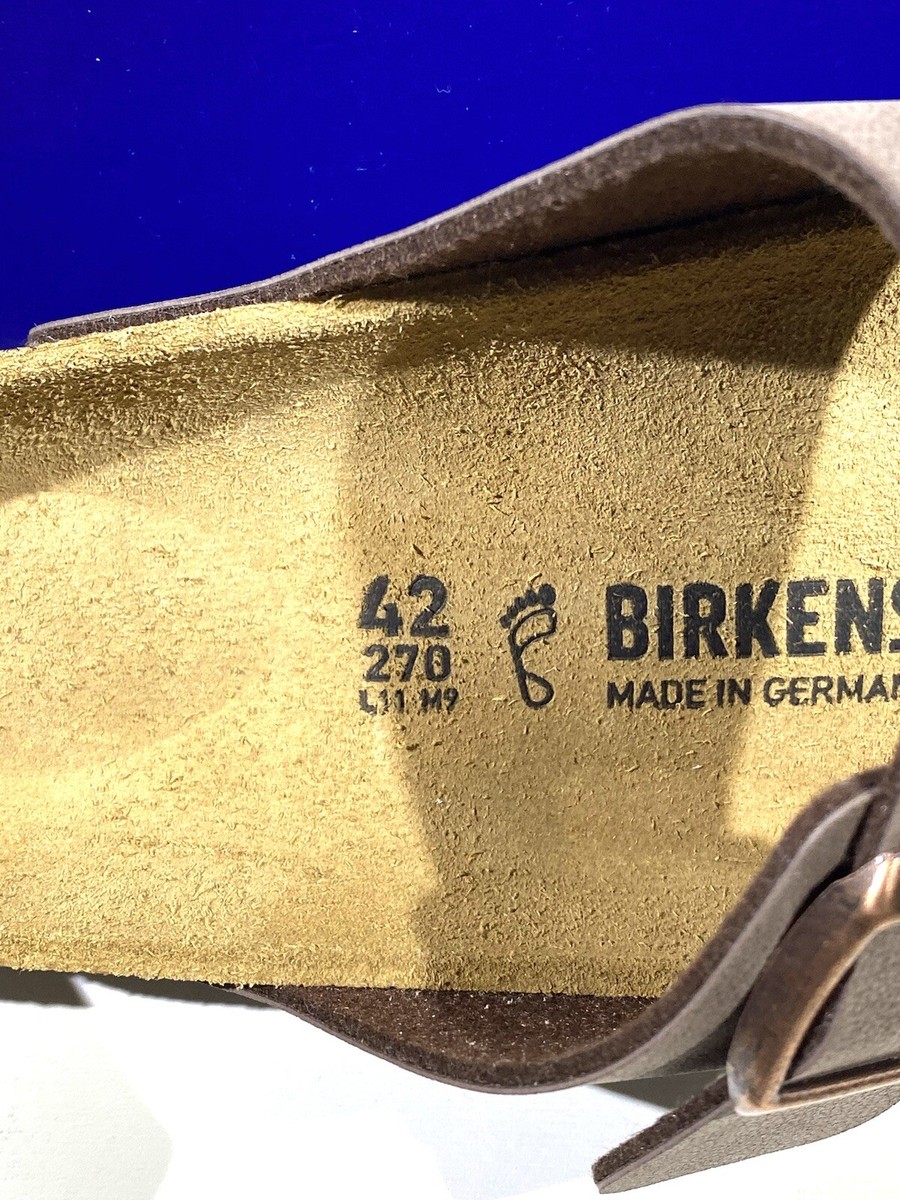 42
270
L11 M9
BIRKENS
MADE IN GERMAN